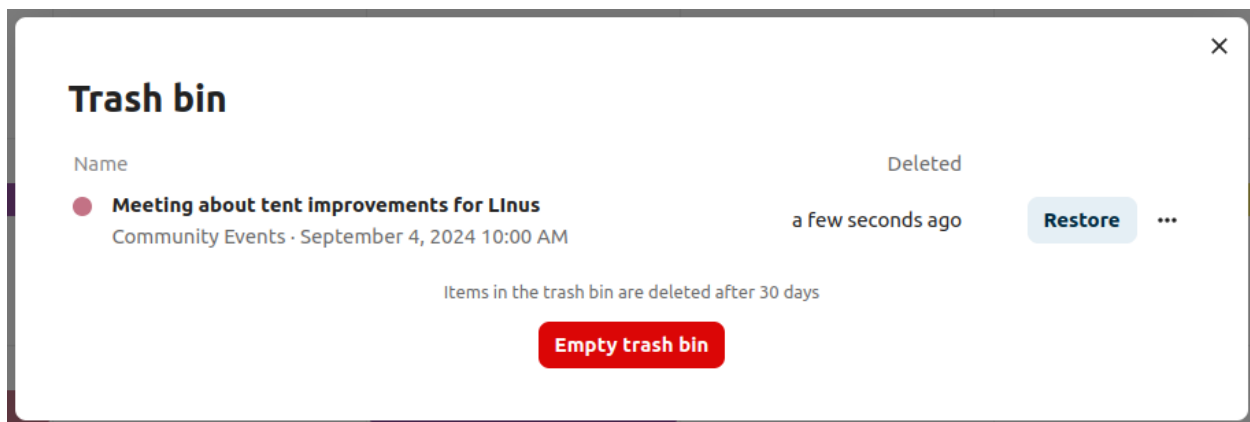 Trash bin
Name Deleted
Meeting about tent improvements for LInus
Community Events · September 4, 2024 10:00 AM
a few seconds ago
Restore
Items in the trash bin are deleted after 30 days
Empty trash bin